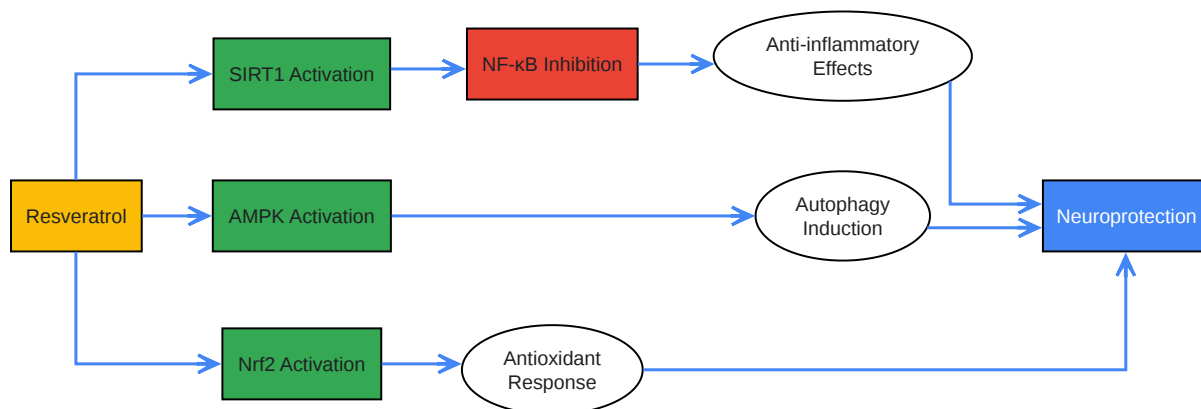 SIRT1 Activation
NF-κB Inhibition
Anti-inflammatory
Effects
Resveratrol
AMPK Activation
Autophagy
Induction
Neuroprotection
Nrf2 Activation
Antioxidant
Response